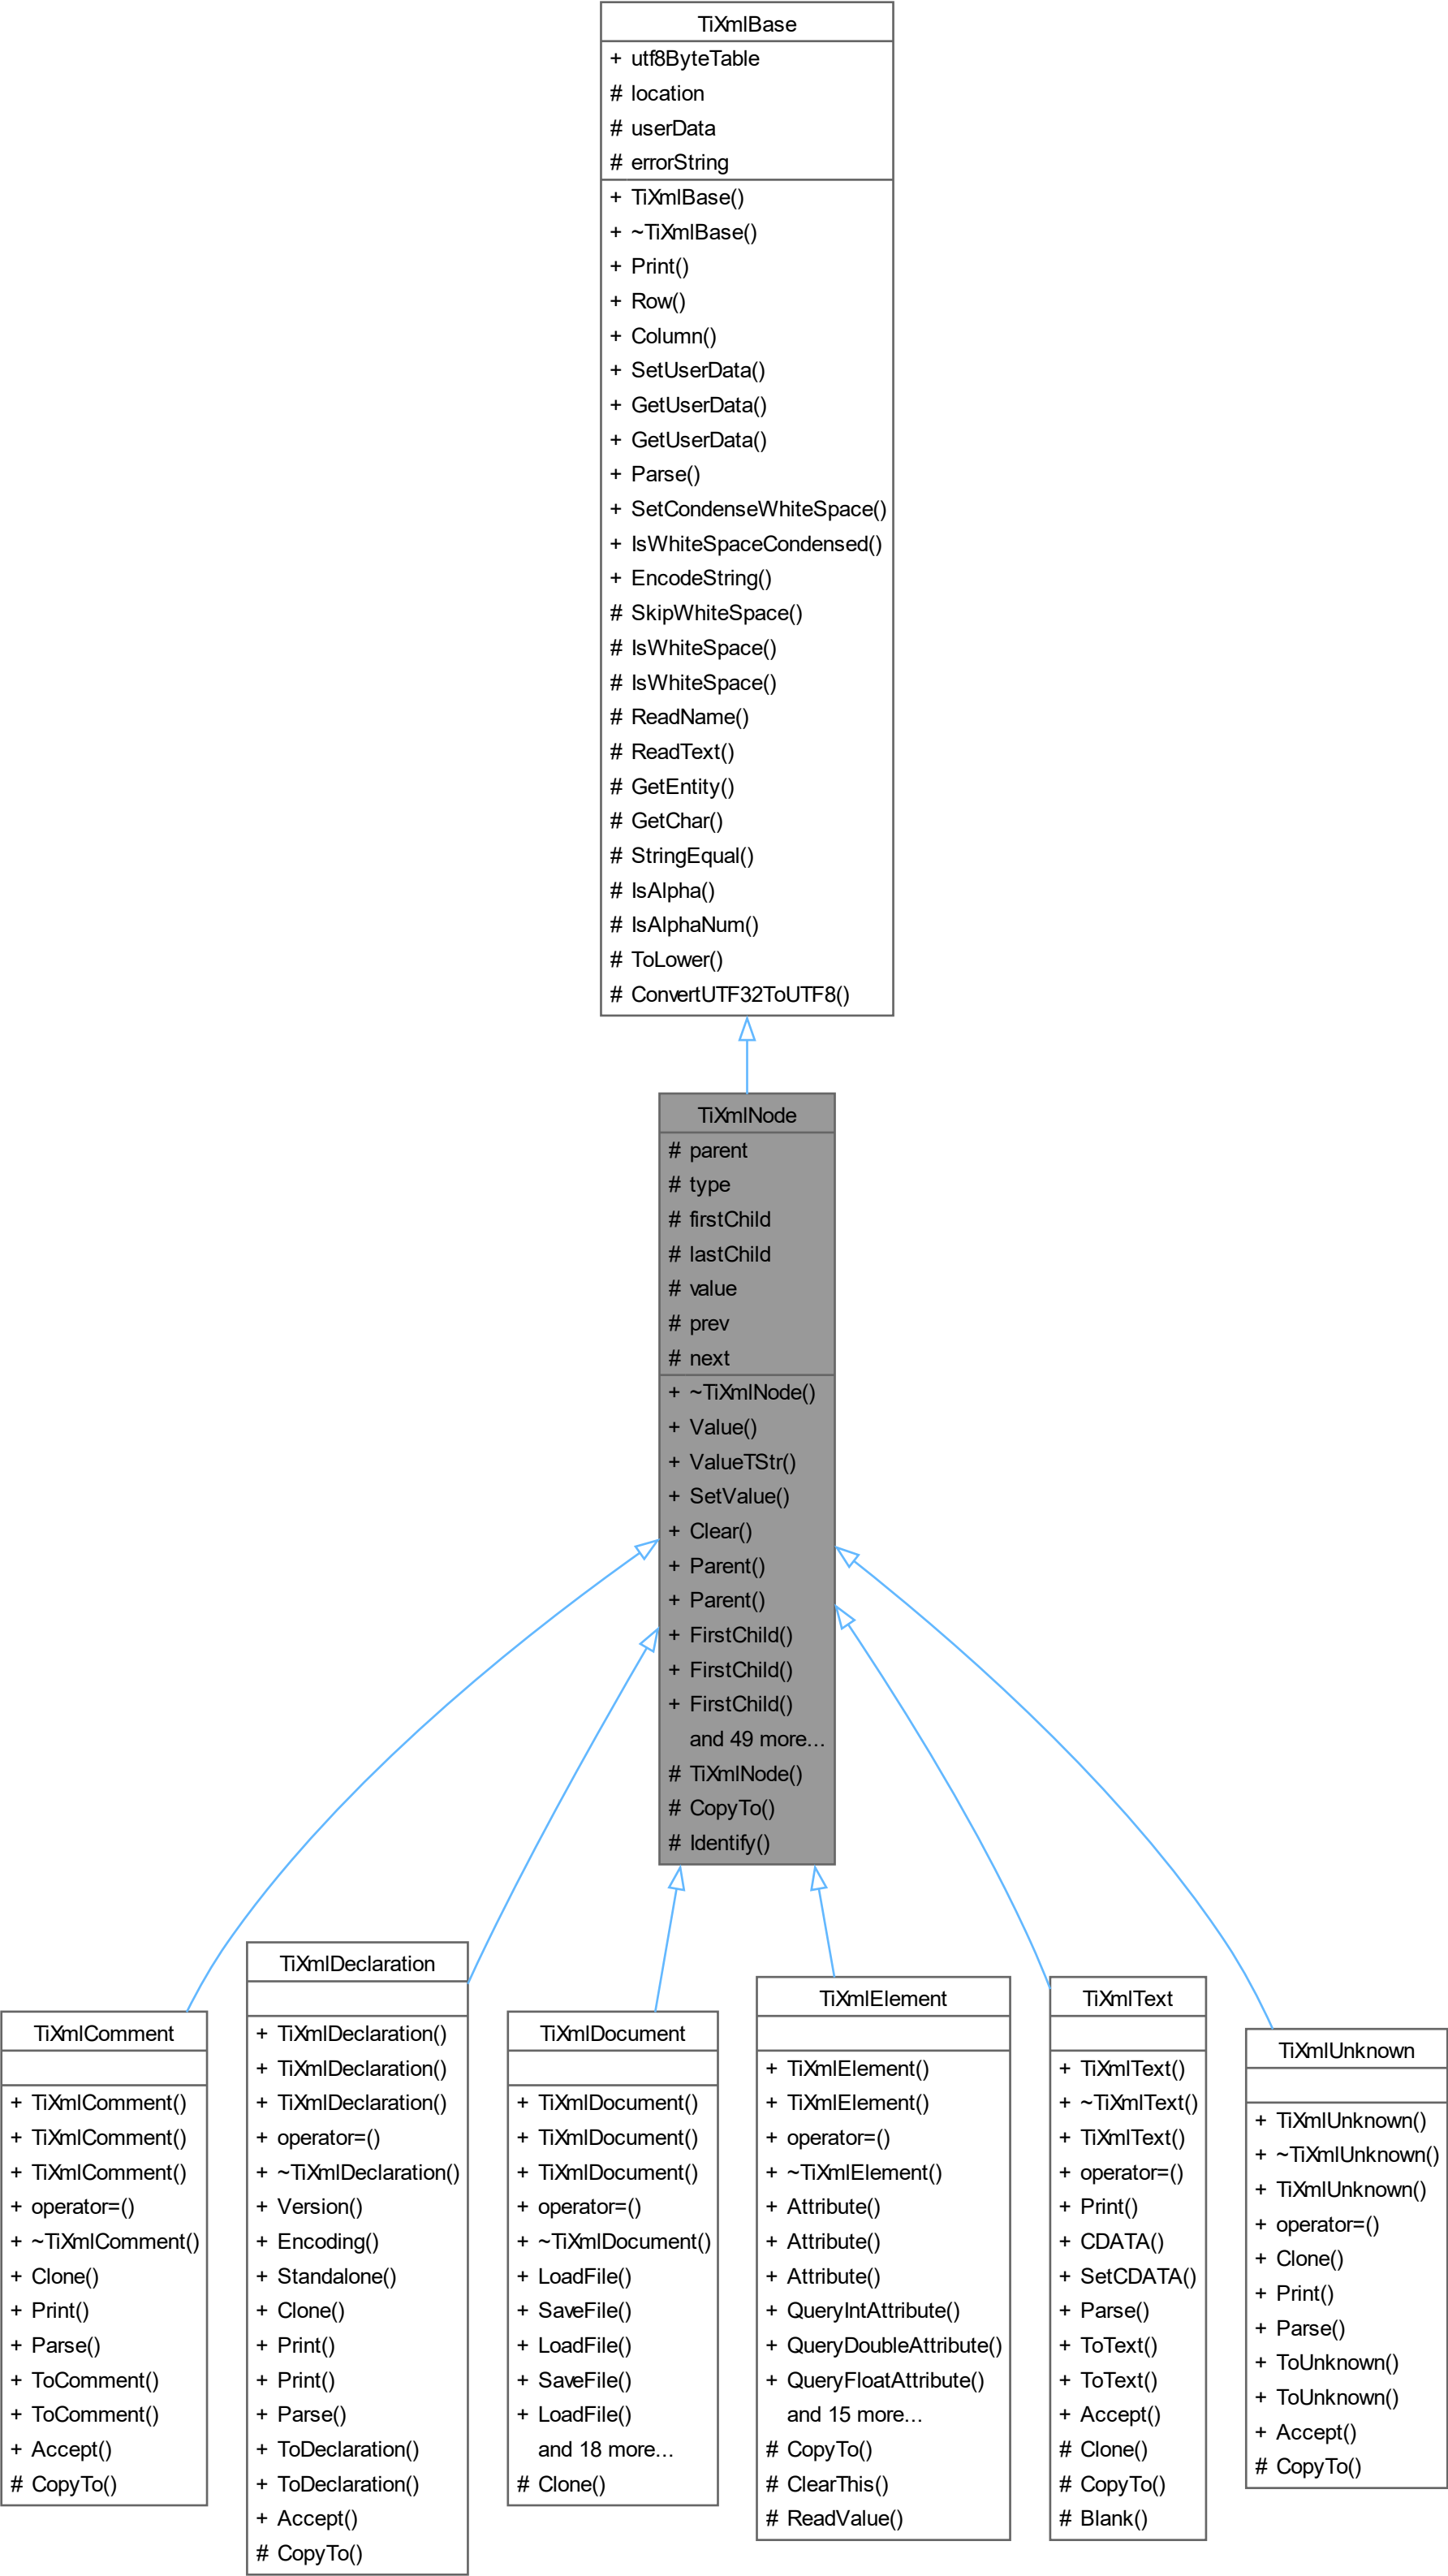 TiXmlBase
+ utf8ByteTable
# location
# userData
# errorString
+ TiXmlBase()
+ ~TiXmlBase()
+ Print()
+ Row()
+ Column()
+ SetUserData()
+ GetUserData()
+ GetUserData()
+ Parse()
+ SetCondenseWhiteSpace()
+ IsWhiteSpaceCondensed()
+ EncodeString()
# SkipWhiteSpace()
# IsWhiteSpace()
# IsWhiteSpace()
# ReadName()
# ReadText()
# GetEntity()
# GetChar()
# StringEqual()
# IsAlpha()
# IsAlphaNum()
# ToLower()
# ConvertUTF32ToUTF8()
TiXmlNode
# parent
# type
# firstChild
# lastChild
# value
# prev
# next
+ ~TiXmlNode()
+ Value()
+ ValueTStr()
+ SetValue()
+ Clear()
+ Parent()
+ Parent()
+ FirstChild()
+ FirstChild()
+ FirstChild()
and 49 more...
# TiXmlNode()
# CopyTo()
# Identify()
TiXmlComment
+ TiXmlComment()
+ TiXmlComment()
+ TiXmlComment()
+ operator=()
+ ~TiXmlComment()
+ Clone()
+ Print()
+ Parse()
+ ToComment()
+ ToComment()
+ Accept()
# CopyTo()
TiXmlDeclaration
+ TiXmlDeclaration()
+ TiXmlDeclaration()
+ TiXmlDeclaration()
+ operator=()
+ ~TiXmlDeclaration()
+ Version()
+ Encoding()
+ Standalone()
+ Clone()
+ Print()
+ Print()
+ Parse()
+ ToDeclaration()
+ ToDeclaration()
+ Accept()
# CopyTo()
TiXmlDocument
+ TiXmlDocument()
+ TiXmlDocument()
+ TiXmlDocument()
+ operator=()
+ ~TiXmlDocument()
+ LoadFile()
+ SaveFile()
+ LoadFile()
+ SaveFile()
+ LoadFile()
and 18 more...
# Clone()
TiXmlElement
+ TiXmlElement()
+ TiXmlElement()
+ operator=()
+ ~TiXmlElement()
+ Attribute()
+ Attribute()
+ Attribute()
+ QueryIntAttribute()
+ QueryDoubleAttribute()
+ QueryFloatAttribute()
and 15 more...
# CopyTo()
# ClearThis()
# ReadValue()
TiXmlText
+ TiXmlText()
+ ~TiXmlText()
+ TiXmlText()
+ operator=()
+ Print()
+ CDATA()
+ SetCDATA()
+ Parse()
+ ToText()
+ ToText()
+ Accept()
# Clone()
# CopyTo()
# Blank()
TiXmlUnknown
+ TiXmlUnknown()
+ ~TiXmlUnknown()
+ TiXmlUnknown()
+ operator=()
+ Clone()
+ Print()
+ Parse()
+ ToUnknown()
+ ToUnknown()
+ Accept()
# CopyTo()